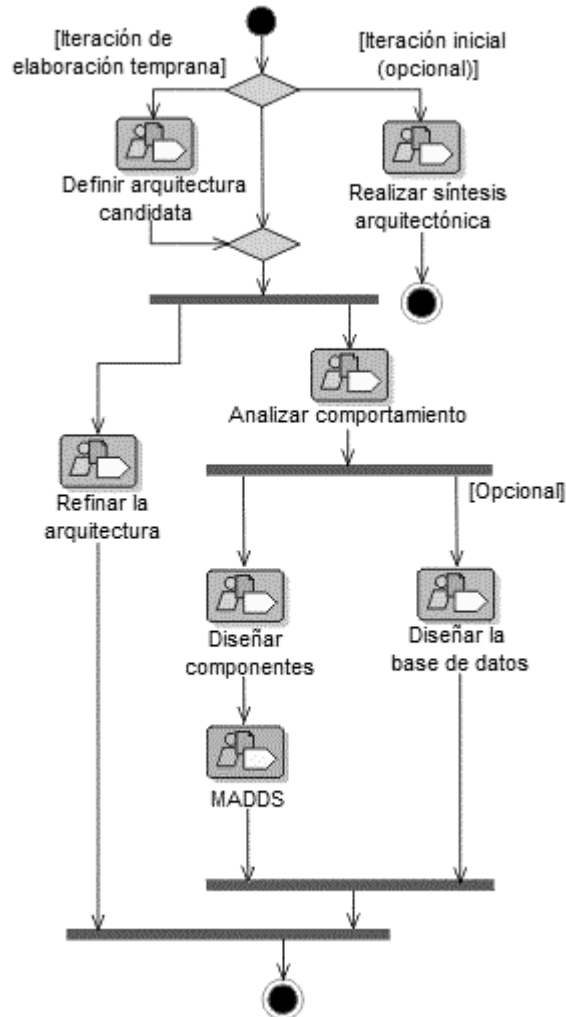 [Iteración de
elaboración temprana]
[Iteración inicial
(opcional)]
Definir arquitectura
candidata
Realizar síntesis
arquitectónica
Analizar comportamiento
[Opcional]
Refinar la
arquitectura
Diseñar
componentes
Diseñar la
base de datos
MADDS